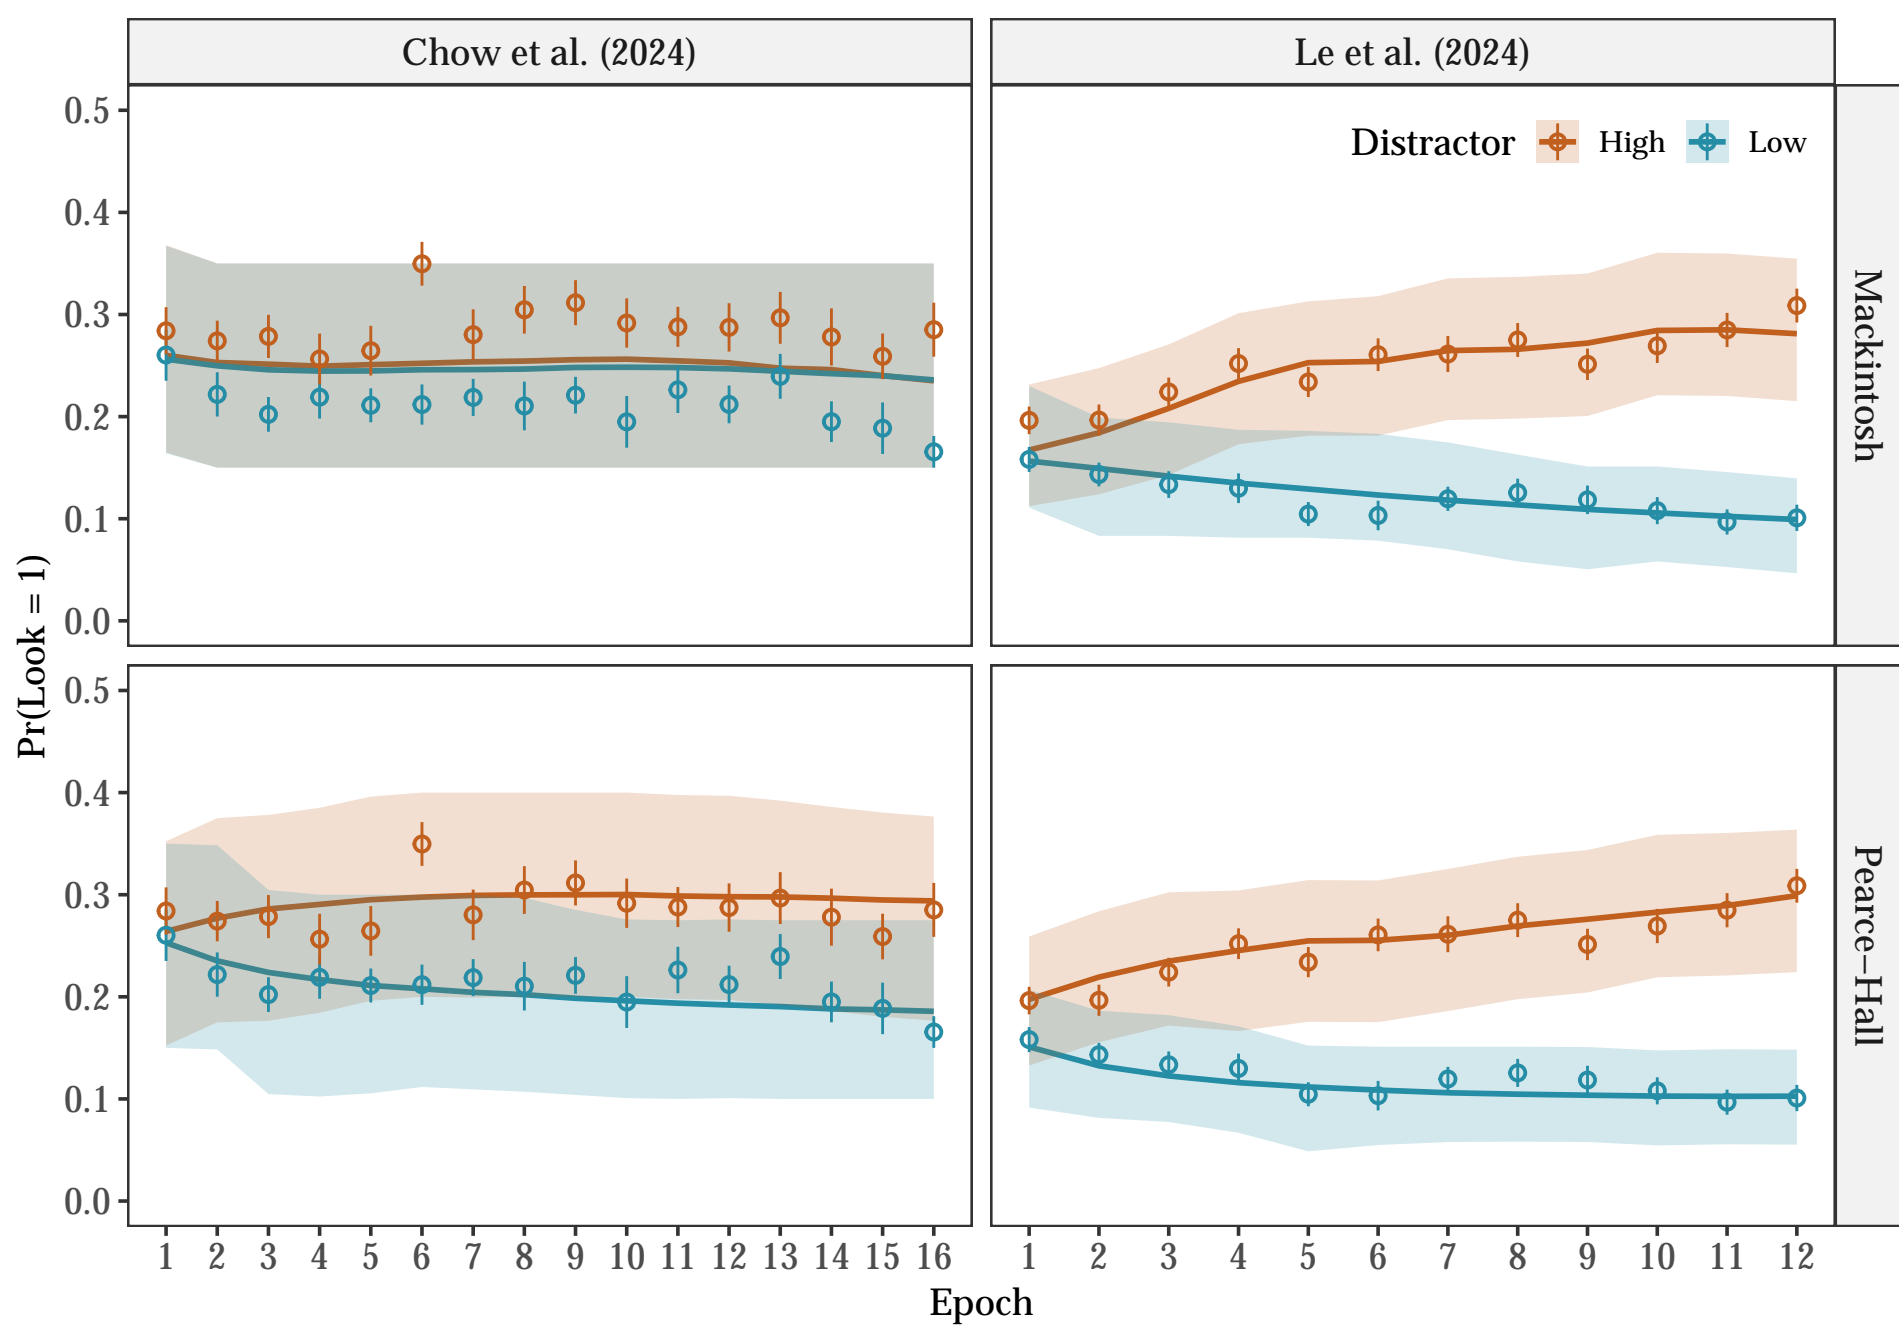 Chow et al. (2024)
Le et al. (2024)
Distractor High Low
0.5
0.4
0.3
0.2
0.1
0.0
Mackintosh
Pr(Look = 1)
0.5
0.4
0.3
0.2
0.1
0.0
Pearce–Hall
1 2 3 4 5 6 7 8 9 10 11 12 13 14 15 16
1 2 3 4 5 6 7 8 9 10 11 12
Epoch